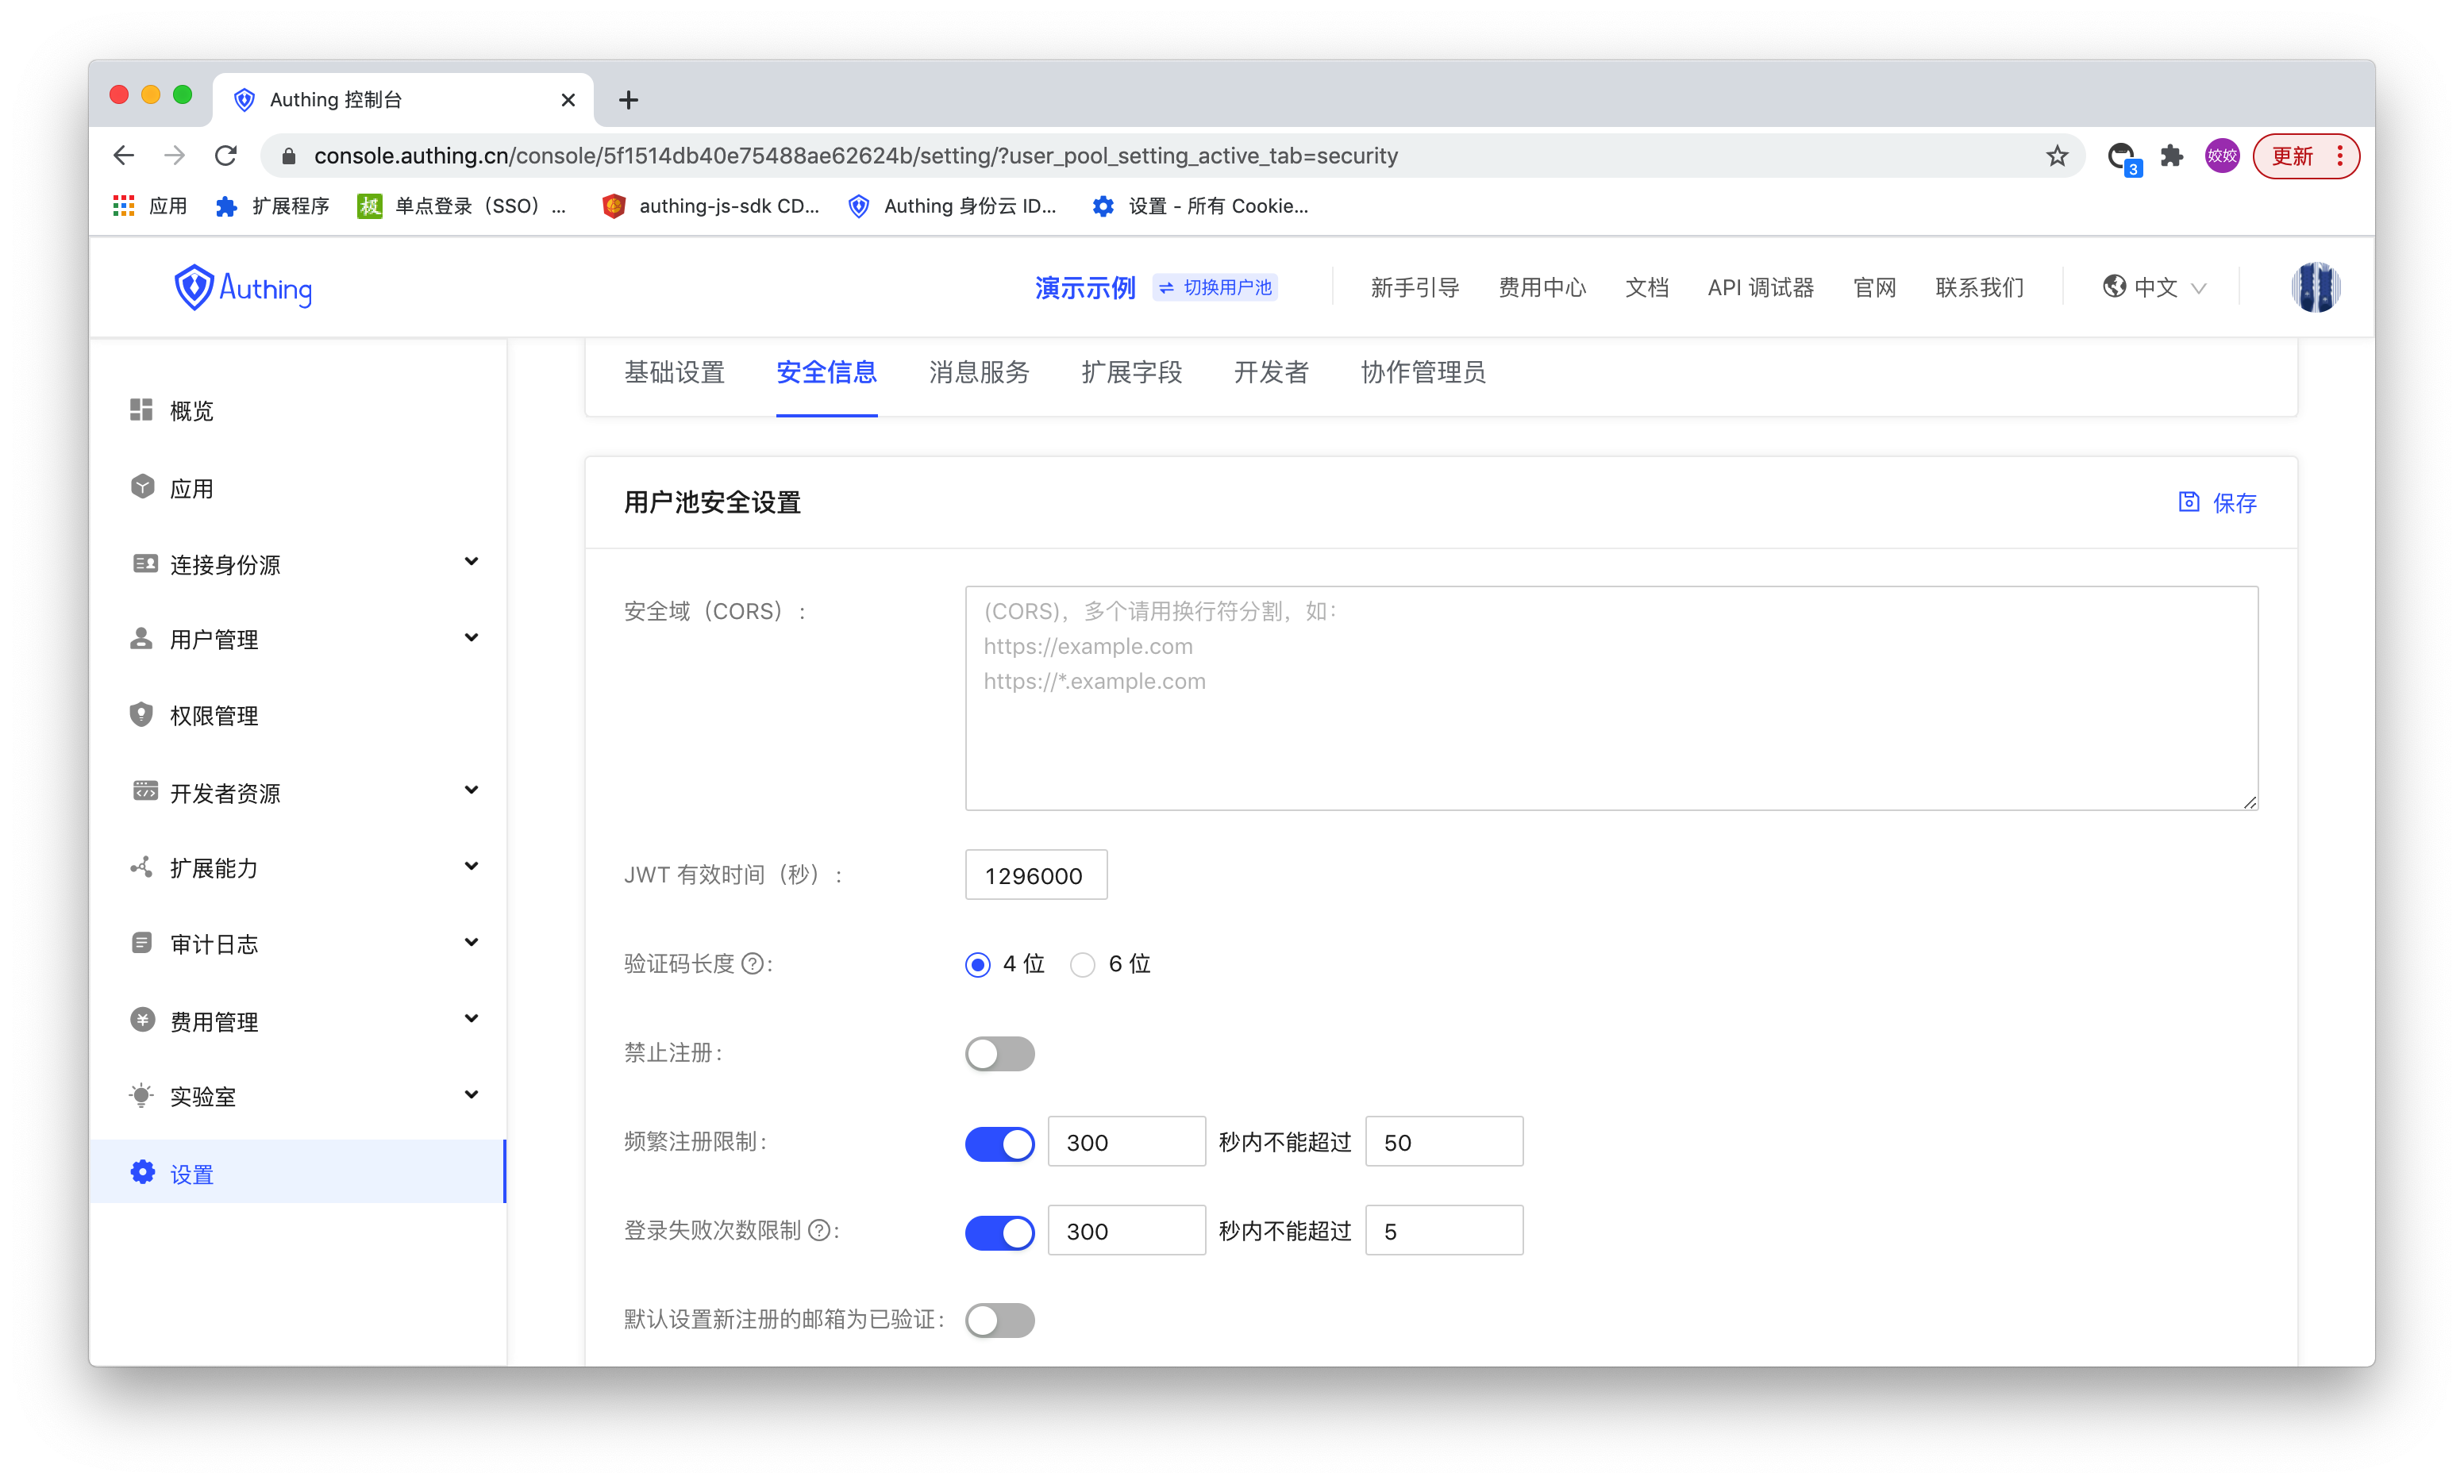 Authing 控制台
console.authing.cn/console/5f1514db40e75488ae62624b/setting/?user_pool_setting_active_tab=security
3
姣姣
更新
应用
扩展程序
极
单点登录（SSO）...
authing-js-sdk CD...
Authing 身份云 ID...
设置 - 所有 Cookie...
Authing
演示示例
切换用户池
新手引导
费用中心
文档
API 调试器
官网
联系我们
中文
概览
应用
连接身份源
用户管理
权限管理
开发者资源
扩展能力
审计日志
费用管理
实验室
设置
基础设置
安全信息
消息服务
扩展字段
开发者
协作管理员
用户池安全设置
保存
安全域（CORS）:
(CORS)，多个请用换行符分割，如：
https://example.com
https://*.example.com
JWT 有效时间（秒）:
1296000
验证码长度 ?:
4 位
6 位
禁止注册:
频繁注册限制:
300 秒内不能超过 50
登录失败次数限制 ?:
300 秒内不能超过 5
默认设置新注册的邮箱为已验证: